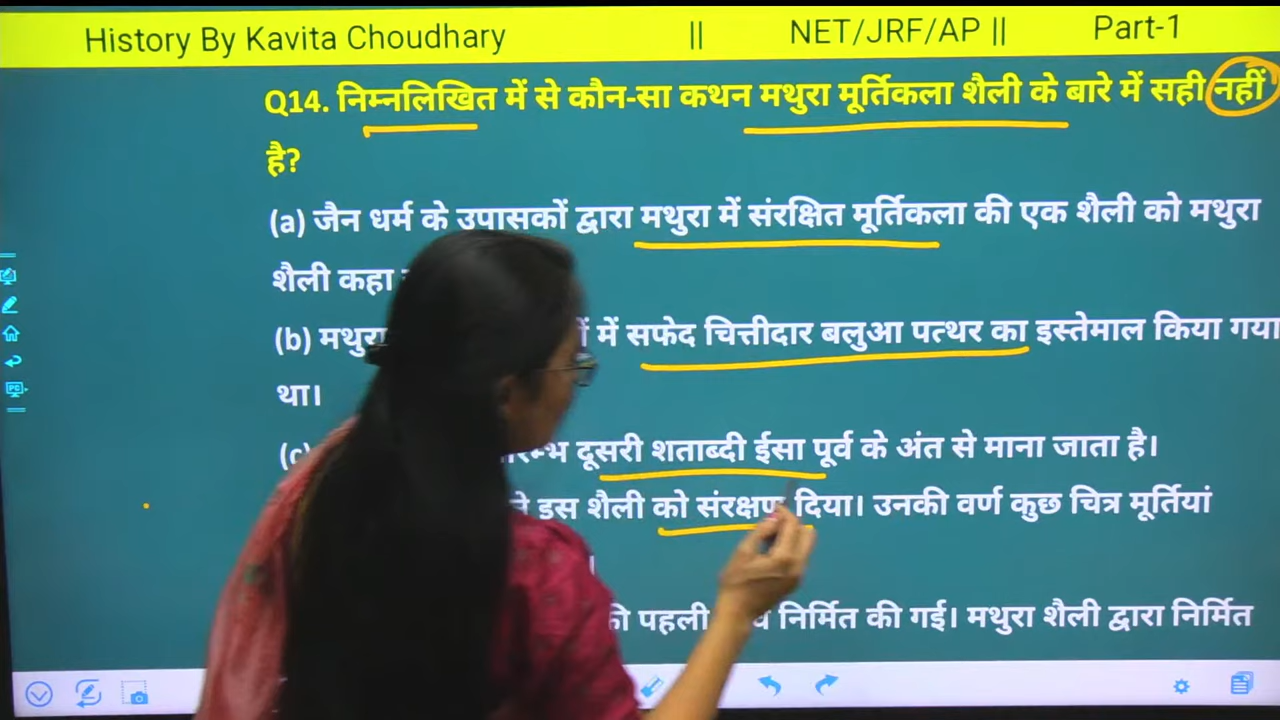 History By Kavita Choudhary || NET/JRF/AP || Part-1
Q14. निम्नलिखित में से कौन-सा कथन मथुरा मूर्तिकला शैली के बारे में सही नहीं
है?
(a) जैन धर्म के उपासकों द्वारा मथुरा में संरक्षित मूर्तिकला की एक शैली को मथुरा
शैली कहा
(b) मथुरा में सफेद चित्तीदार बलुआ पत्थर का इस्तेमाल किया गया
था।
(c) दूसरी शताब्दी ईसा पूर्व के अंत से माना जाता है।
इस शैली को संरक्षण दिया। उनकी वर्ण कुछ चित्र मूर्तियां
पहली निर्मित की गई। मथुरा शैली द्वारा निर्मित